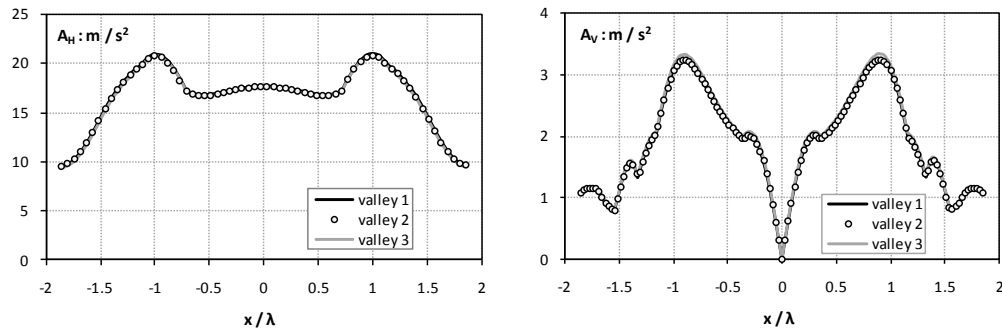 25
20
15
10
5
0
A_H : m / s²
valley 1
valley 2
valley 3
-2 -1.5 -1 -0.5 0 0.5 1 1.5 2
x / λ
4
3
2
1
0
A_V : m / s²
valley 1
valley 2
valley 3
-2 -1.5 -1 -0.5 0 0.5 1 1.5 2
x / λ